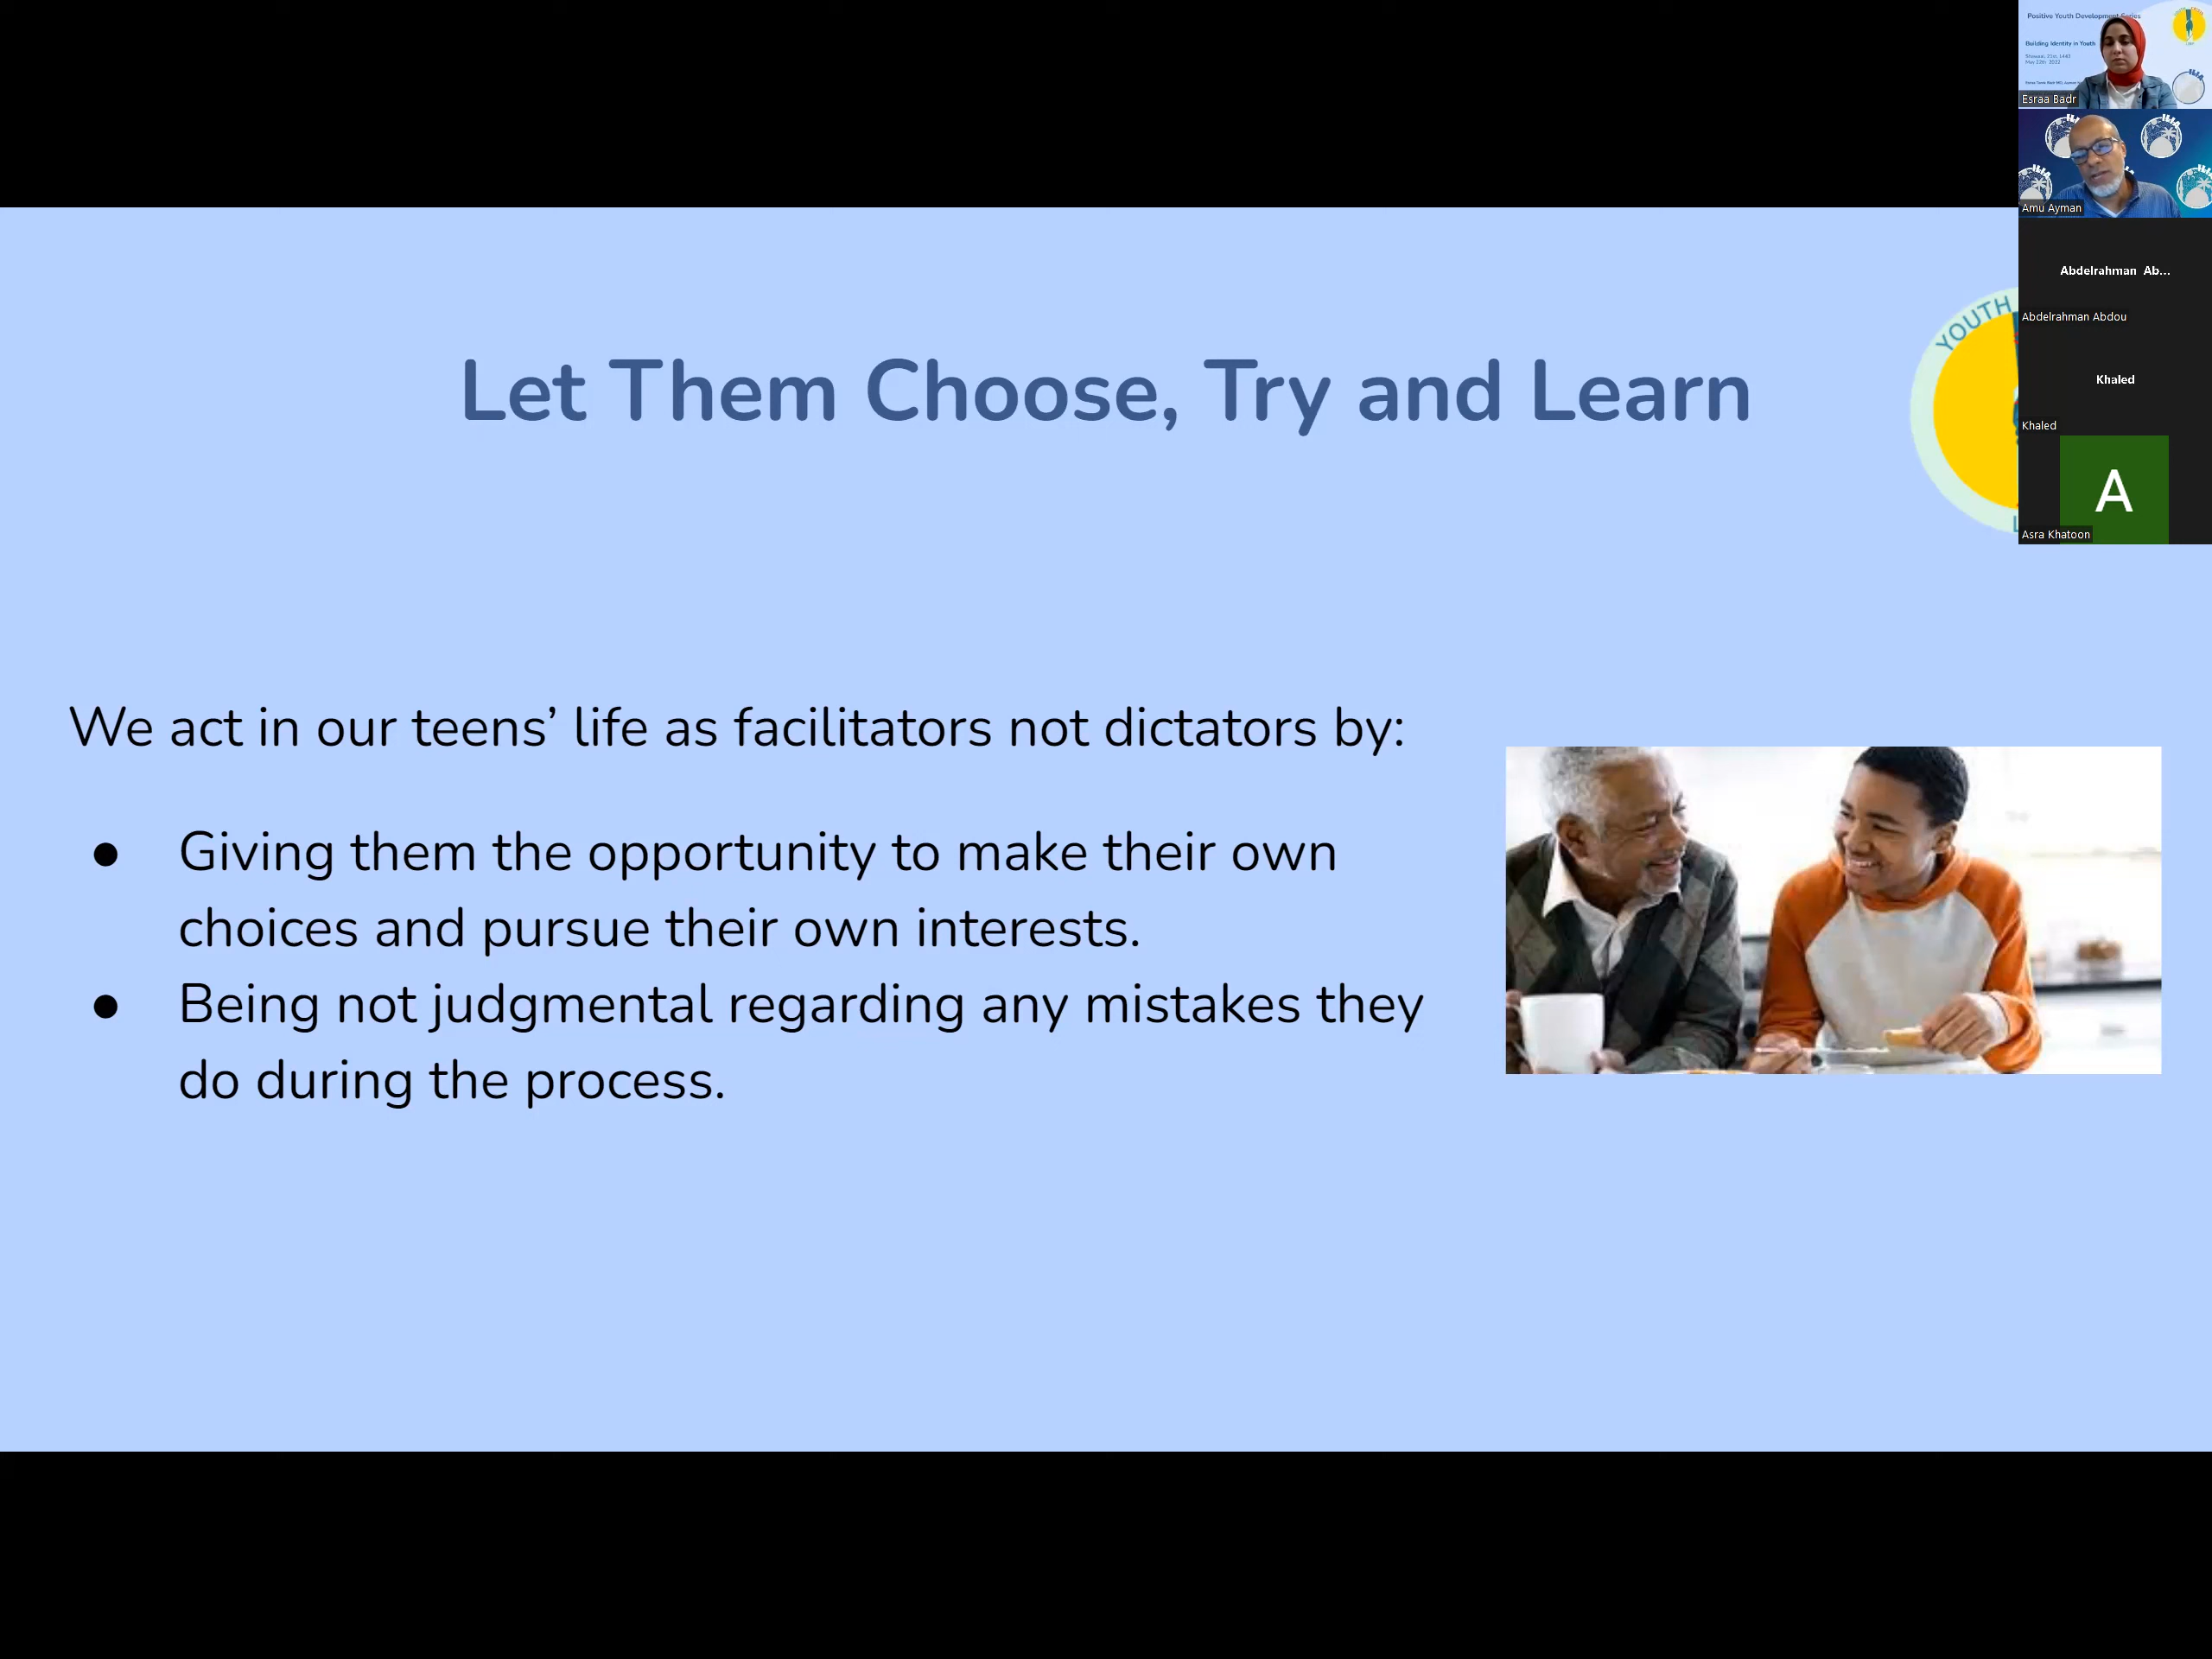 Let Them Choose, Try and Learn
We act in our teens’ life as facilitators not dictators by:
● Giving them the opportunity to make their own
choices and pursue their own interests.
● Being not judgmental regarding any mistakes they
do during the process.
YOUTH
Positive Youth Development Series
Building Identity in Youth
Esraa Badr
Amu Ayman
Abdelrahman Ab...
Abdelrahman Abdou
Khaled
Khaled
A
Asra Khatoon